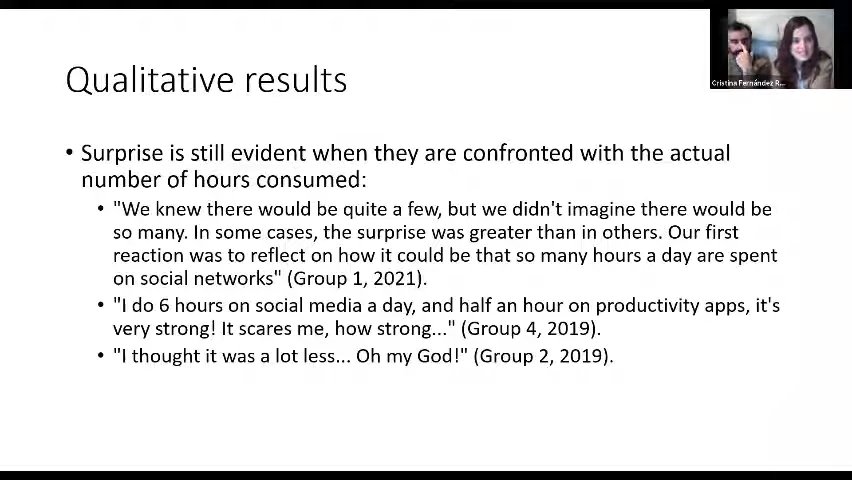 Qualitative results
Cristina Fernández R...
• Surprise is still evident when they are confronted with the actual
number of hours consumed:
• "We knew there would be quite a few, but we didn't imagine there would be
so many. In some cases, the surprise was greater than in others. Our first
reaction was to reflect on how it could be that so many hours a day are spent
on social networks" (Group 1, 2021).
• "I do 6 hours on social media a day, and half an hour on productivity apps, it's
very strong! It scares me, how strong..." (Group 4, 2019).
• "I thought it was a lot less... Oh my God!" (Group 2, 2019).